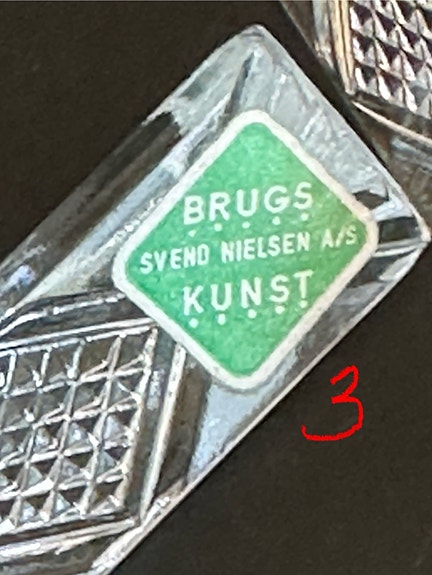 BRUGS
SVEND NIELSEN A/S
KUNST
3